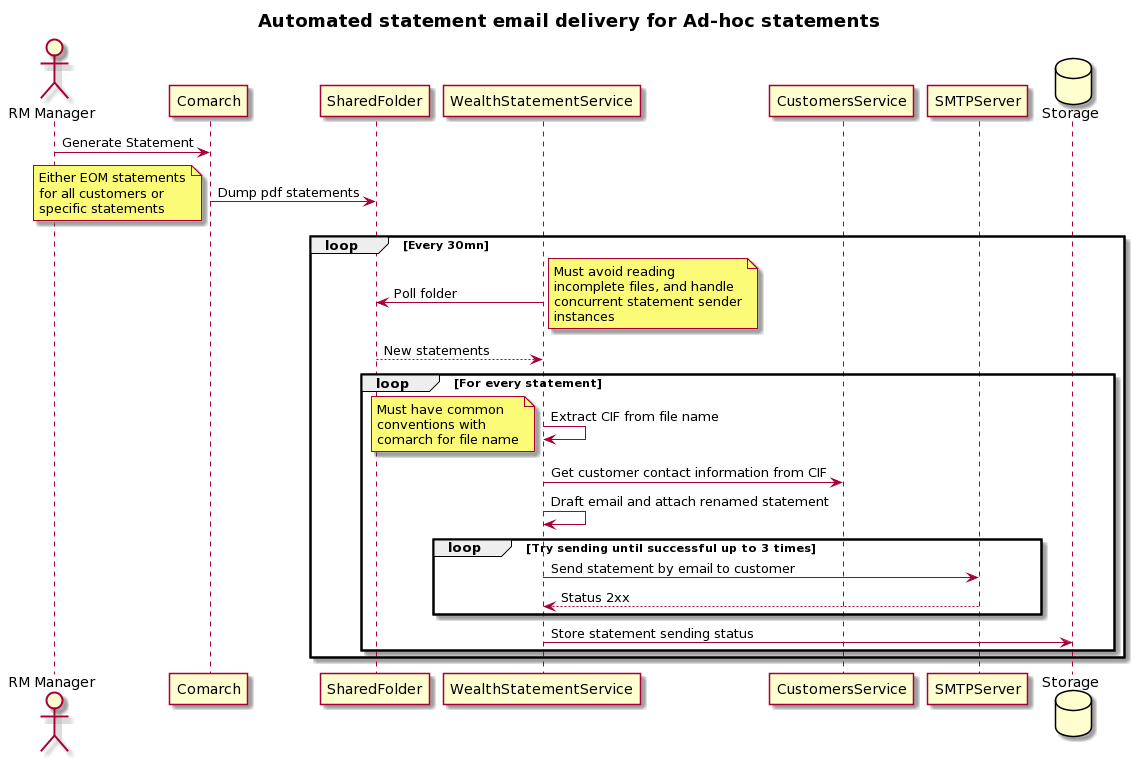 Automated statement email delivery for Ad-hoc statements
RM Manager
Comarch
SharedFolder
WealthStatementService
CustomersService
SMTPServer
Storage
Generate Statement
Either EOM statements
for all customers or
specific statements
Dump pdf statements
loop
[Every 30mn]
Must avoid reading
incomplete files, and handle
concurrent statement sender
instances
Poll folder
New statements
loop
[For every statement]
Must have common
conventions with
comarch for file name
Extract CIF from file name
Get customer contact information from CIF
Draft email and attach renamed statement
loop
[Try sending until successful up to 3 times]
Send statement by email to customer
Status 2xx
Store statement sending status
RM Manager
Comarch
SharedFolder
WealthStatementService
CustomersService
SMTPServer
Storage